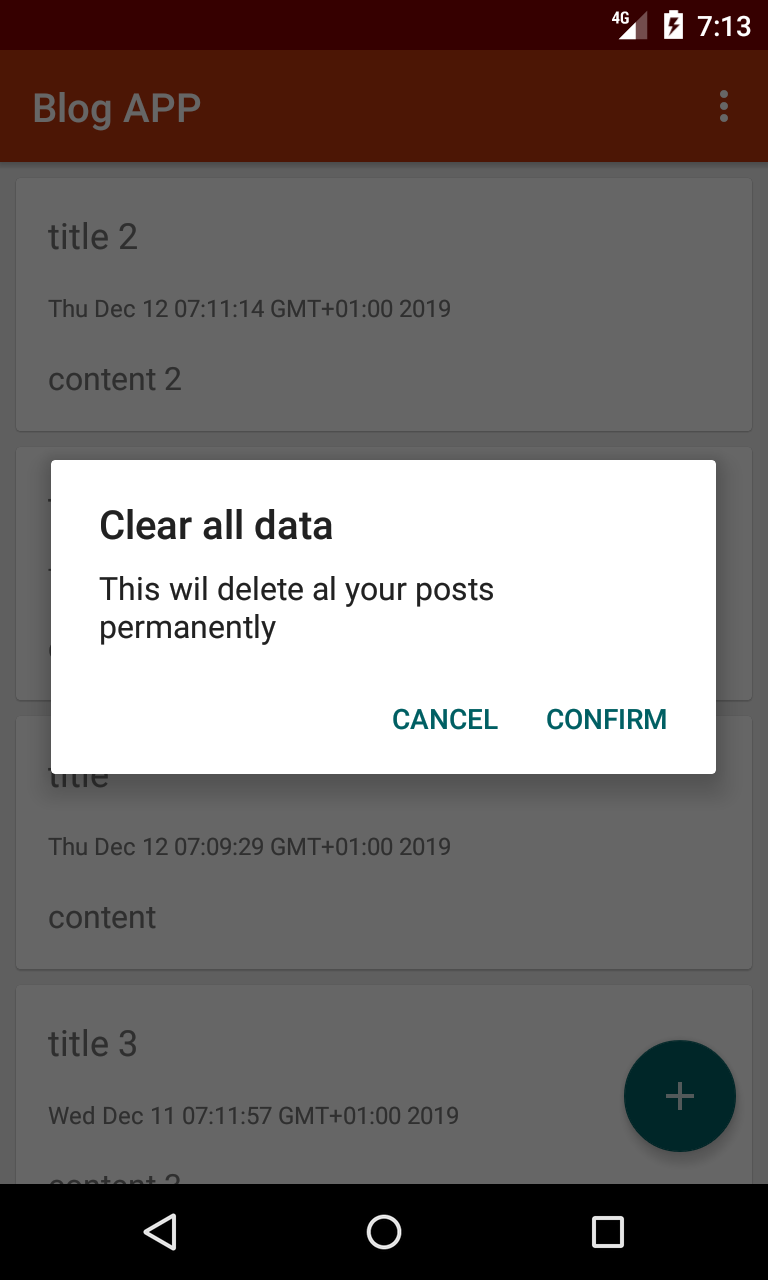 4G 7:13
Blog APP
title 2
Thu Dec 12 07:11:14 GMT+01:00 2019
content 2
Clear all data
This wil delete al your posts
permanently
CANCEL CONFIRM
title
Thu Dec 12 07:09:29 GMT+01:00 2019
content
title 3
Wed Dec 11 07:11:57 GMT+01:00 2019